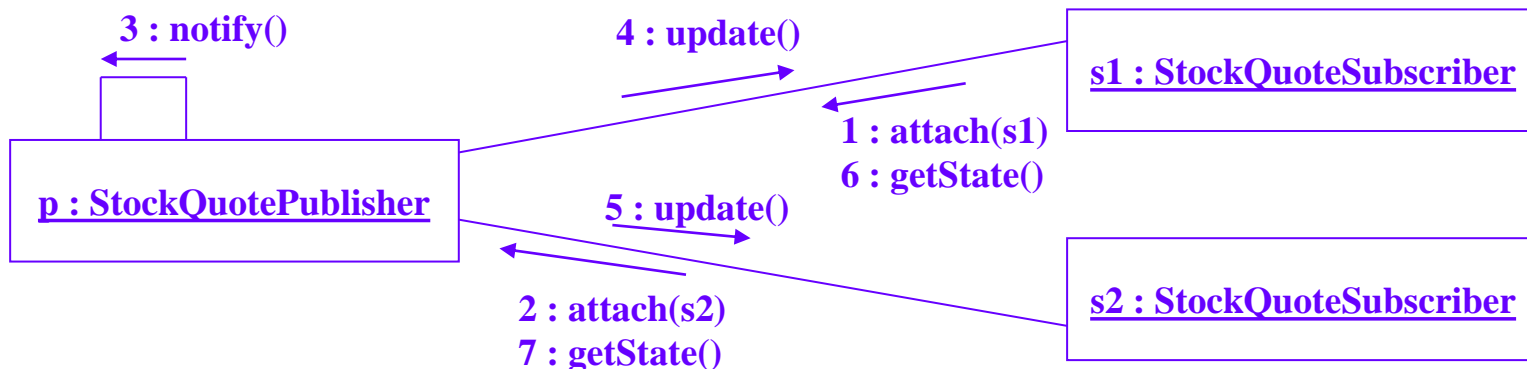 3 : notify()
4 : update()
s1 : StockQuoteSubscriber
1 : attach(s1)
6 : getState()
p : StockQuotePublisher
5 : update()
2 : attach(s2)
7 : getState()
s2 : StockQuoteSubscriber